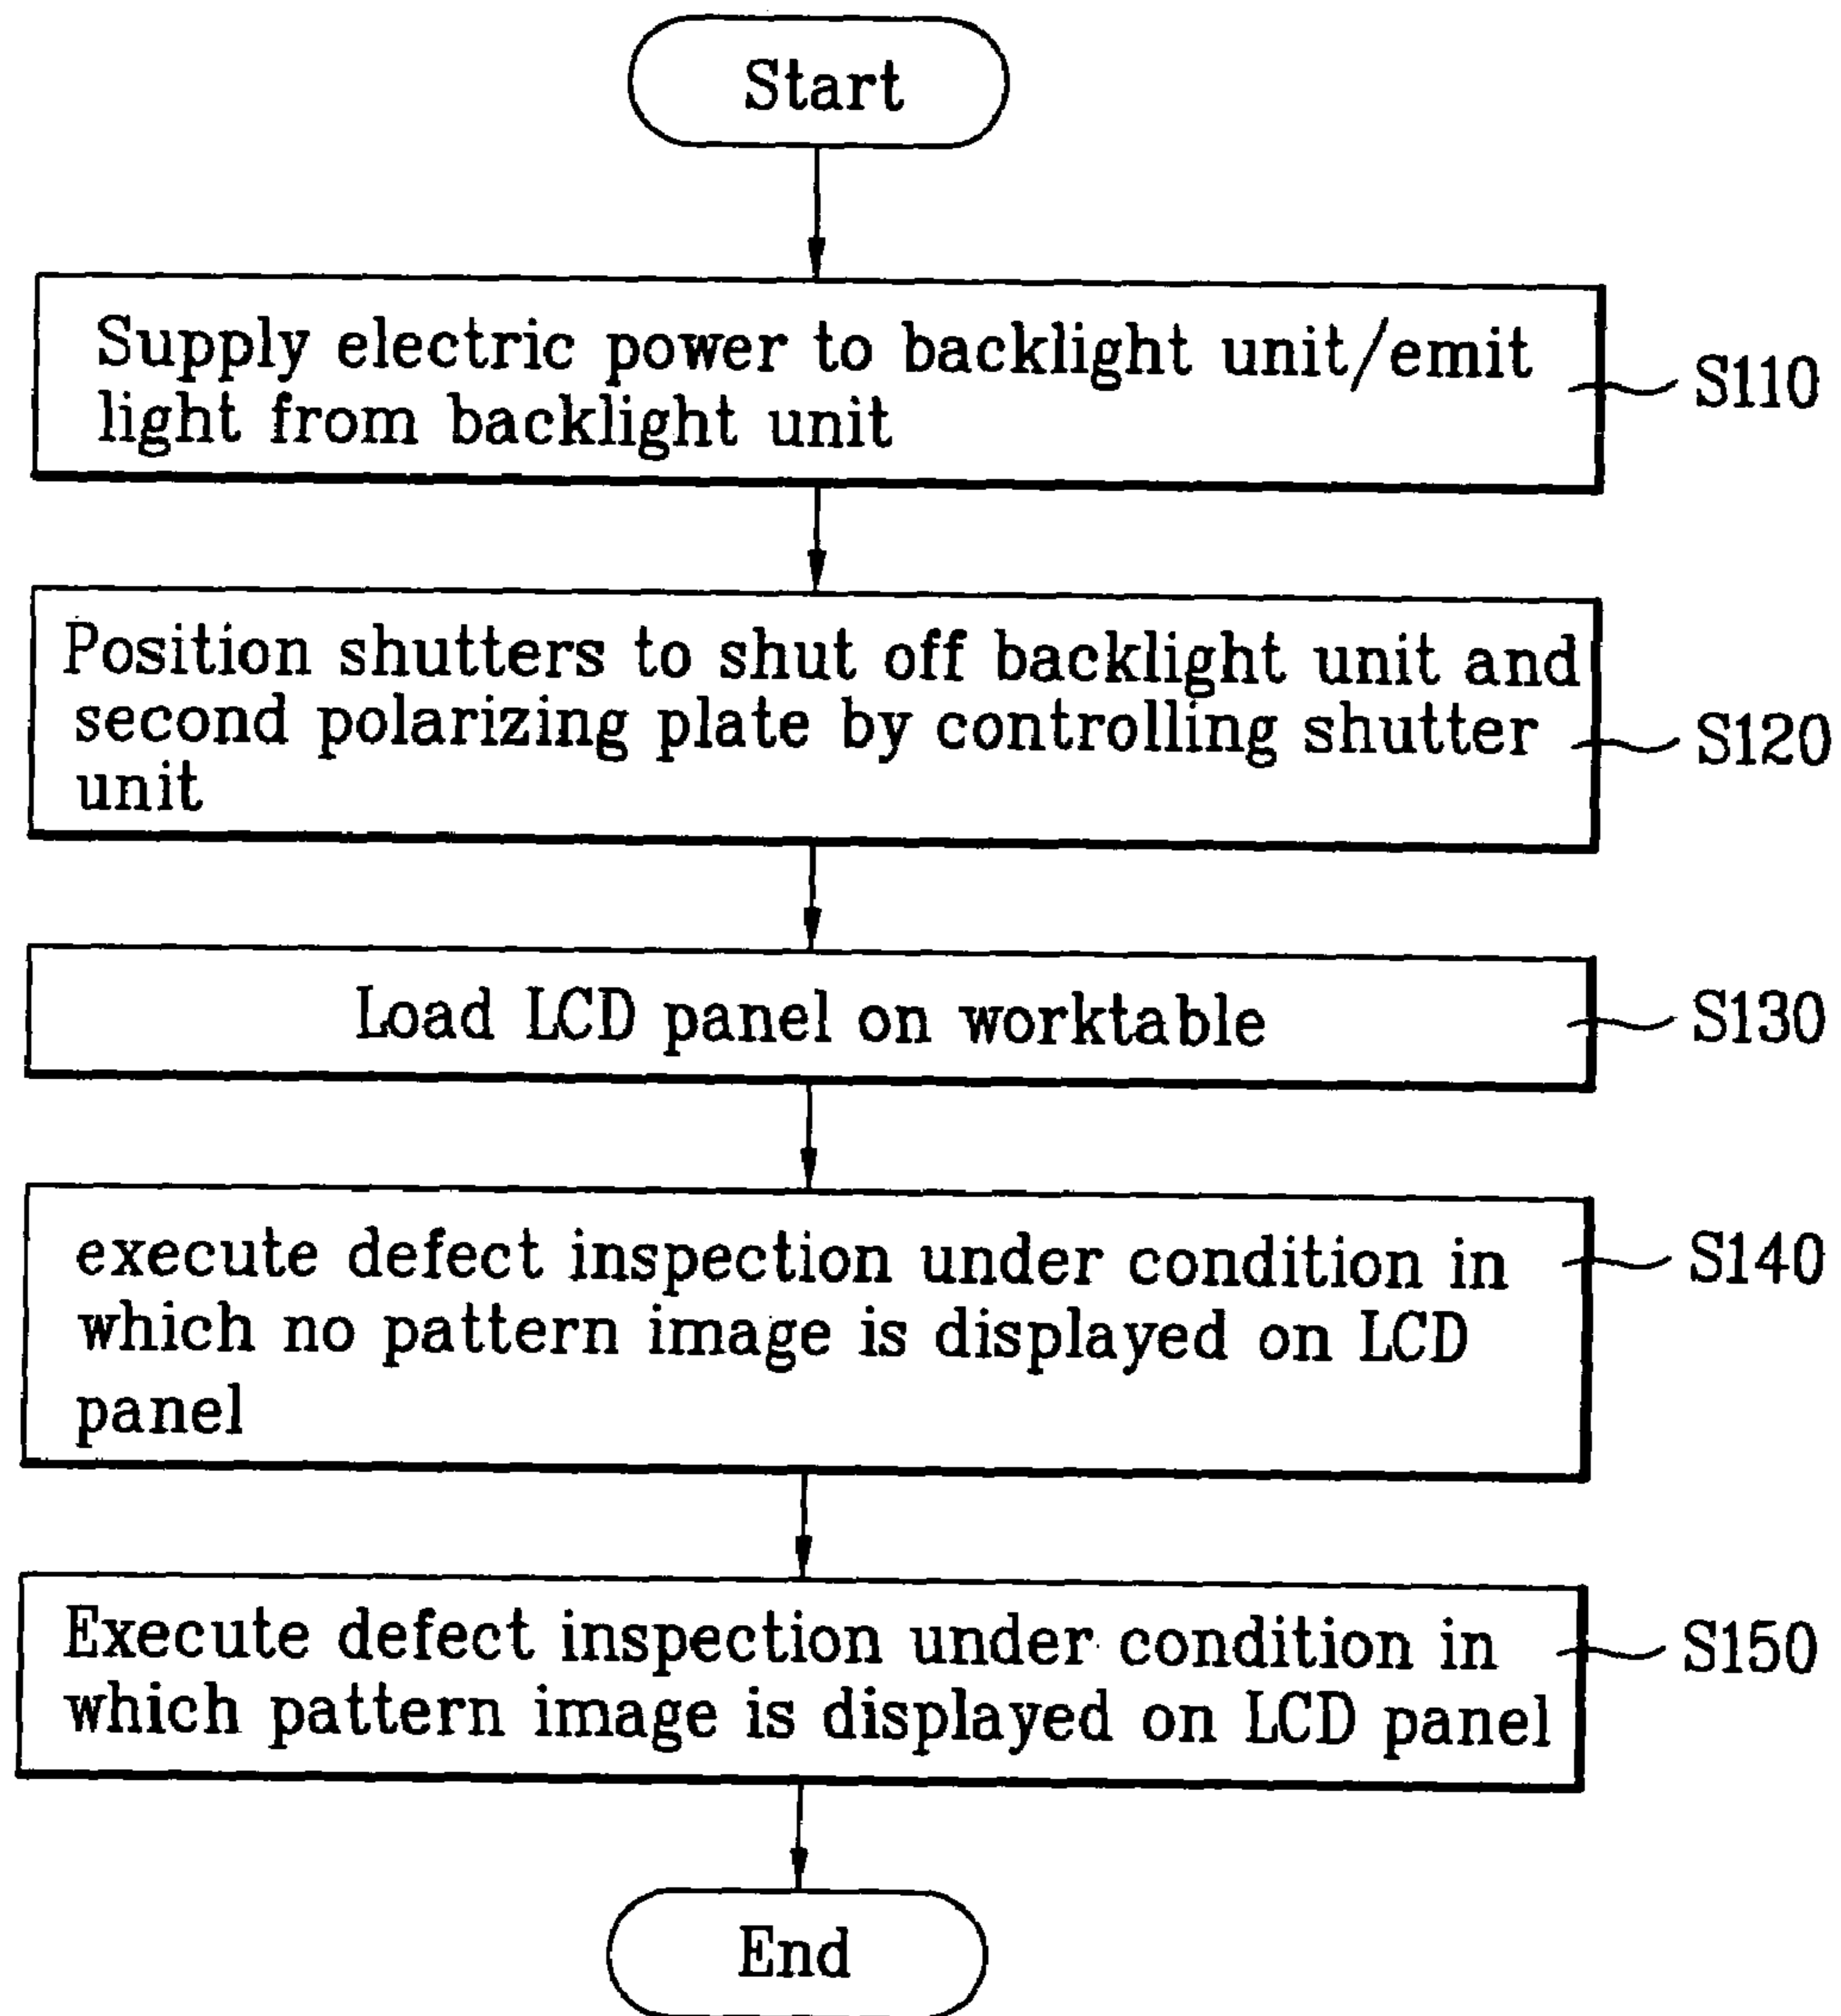 Start
Supply electric power to backlight unit/emit
light from backlight unit
S110
Position shutters to shut off backlight unit and
second polarizing plate by controlling shutter
unit
S120
Load LCD panel on worktable
S130
execute defect inspection under condition in
which no pattern image is displayed on LCD
panel
S140
Execute defect inspection under condition in
which pattern image is displayed on LCD panel
S150
End